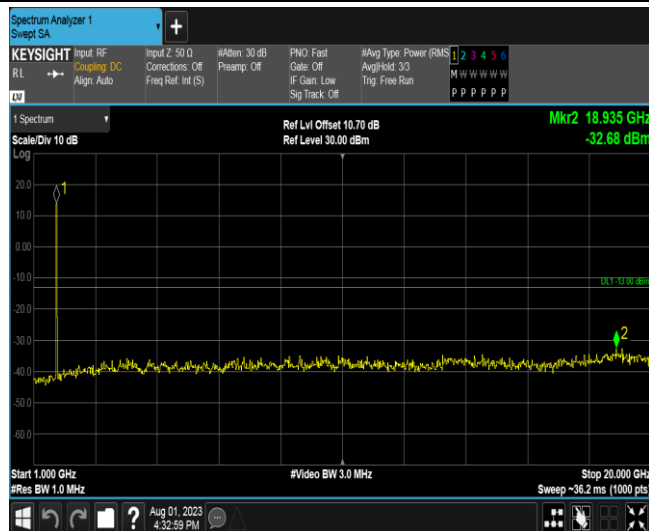 Spectrum Analyzer 1
Swept SA
+
KEYSIGHT
RL
Input: RF
Coupling: DC
Align: Auto
Input Z: 50 Ω
Corrections: Off
Freq Ref: Int (S)
#Atten: 30 dB
Preamp: Off
PNO: Fast
Gate: Off
IF Gain: Low
Sig Track: Off
#Avg Type: Power (RMS
Avg|Hold: 3/3
Trig: Free Run
1 2 3 4 5 6
M W W W W W
P P P P P P
1 Spectrum
Scale/Div 10 dB
Log
Ref Lvl Offset 10.70 dB
Ref Level 30.00 dBm
Mkr2 18.935 GHz
-32.68 dBm
20.0
10.0
0.00
-10.0
-20.0
-30.0
-40.0
-50.0
-60.0
1
2
DL1 -13.00 dBm
Start 1.000 GHz
#Res BW 1.0 MHz
#Video BW 3.0 MHz
Stop 20.000 GHz
Sweep ~36.2 ms (1000 pts)
?
Aug 01, 2023
4:32:59 PM